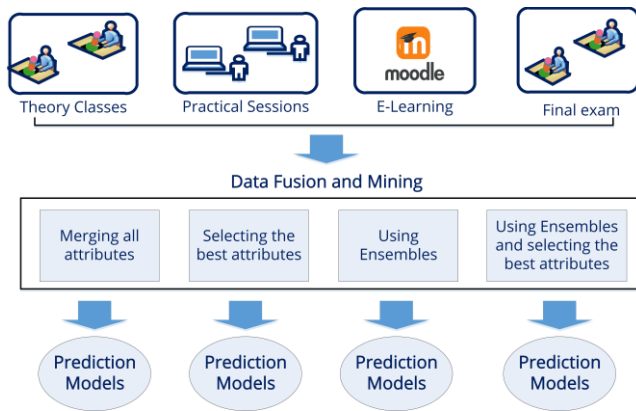 moodle
Theory Classes
Practical Sessions
E-Learning
Final exam
Data Fusion and Mining
Merging all
attributes
Selecting the
best attributes
Using
Ensembles
Using Ensembles
and selecting the
best attributes
Prediction
Models
Prediction
Models
Prediction
Models
Prediction
Models